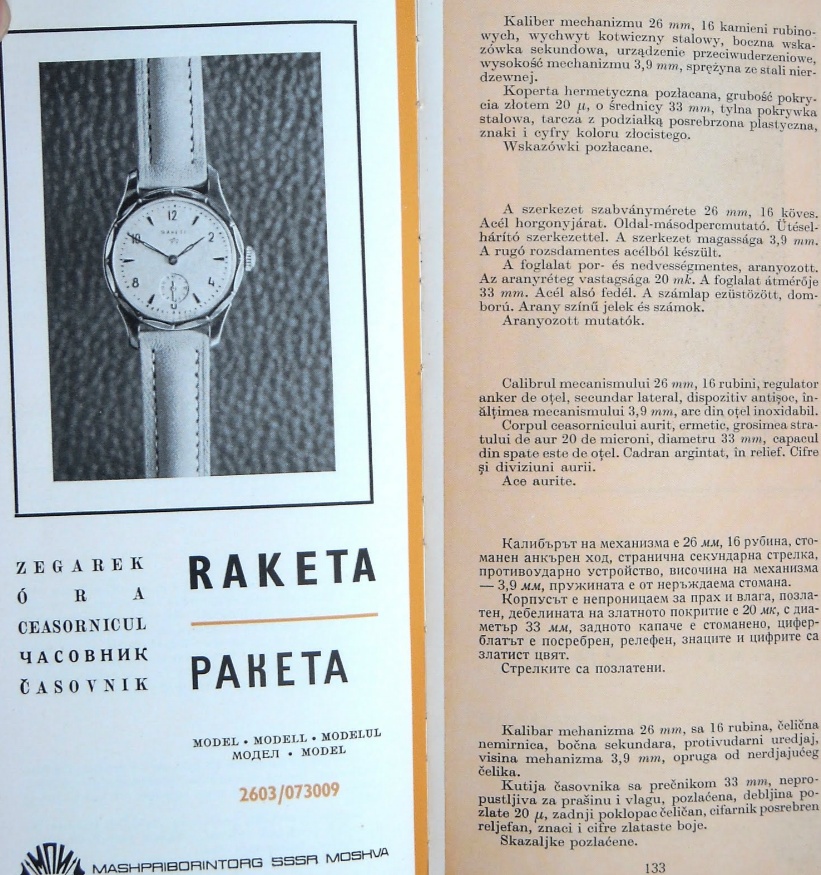 12
2
4
8
10
RAKETA
ZEGAREK
ÓRA
CEASORNICUL
ЧАСОВНИК
ČASOVNIK
RAKETA
РАКЕТА
MODEL • MODELL • MODELUL
МОДЕЛ • MODEL
2603/073009
MASHPRIBORINTORG SSSR MOSHVA
Kaliber mechanizmu 26 mm, 16 kamieni rubino-
wych, wychwyt kotwiczny stalowy, boczna wska-
zówka sekundowa, urządzenie przeciwuderzeniowe,
wysokość mechanizmu 3,9 mm, sprężyna ze stali nier-
dzewnej.
Koperta hermetyczna pozłacana, grubość pokry-
cia złotem 20 µ, o średnicy 33 mm, tylna pokrywka
stalowa, tarcza z podziałką posrebrzona plastyczna,
znaki i cyfry koloru złocistego.
Wskazówki pozłacane.
A szerkezet szabványmérete 26 mm, 16 köves.
Acél horgonyjárat. Oldal-másodpercmutató. Ütésel-
hárító szerkezettel. A szerkezet magassága 3,9 mm.
A rugó rozsdamentes acélból készült.
A foglalat por- és nedvességmentes, aranyozott.
Az aranyréteg vastagsága 20 mk. A foglalat átmérője
33 mm. Acél alsó fedél. A számlap ezüstözött, dom-
ború. Arany színű jelek és számok.
Aranyozott mutatók.
Calibrul mecanismului 26 mm, 16 rubini, regulator
anker de oţel, secundar lateral, dispozitiv antişoc, în-
ălţimea mecanismului 3,9 mm, arc din oţel inoxidabil.
Corpul ceasornicului aurit, ermetic, grosimea stra-
tului de aur 20 de microni, diametru 33 mm, capacul
din spate este de oţel. Cadran argintat, în relief. Cifre
şi diviziuni aurii.
Ace aurite.
Калибърът на механизма е 26 мм, 16 рубина, сто-
манен анкърен ход, странична секундарна стрелка,
противоударно устройство, височина на механизма
— 3,9 мм, пружината е от неръждаема стомана.
Корпусът е непроницаем за прах и влага, позла-
тен, дебелината на златното покритие е 20 мк, с диа-
метър 33 мм, задното капаче е стоманено, цифер-
блатът е посребрен, релефен, знаците и цифрите са
златист цвят.
Стрелките са позлатени.
Kalibar mehanizma 26 mm, sa 16 rubina, čelična
nemirnica, bočna sekundara, protivudarni uredjaj,
visina mehanizma 3,9 mm, opruga od nerdjajućeg
čelika.
Kutija časovnika sa prečnikom 33 mm, nepro-
pustljiva za prašinu i vlagu, pozlaćena, debljina po-
zlate 20 µ, zadnji poklopac čeličan, cifarnik posrebren
reljefan, znaci i cifre zlataste boje.
Skazaljke pozlaćene.
133